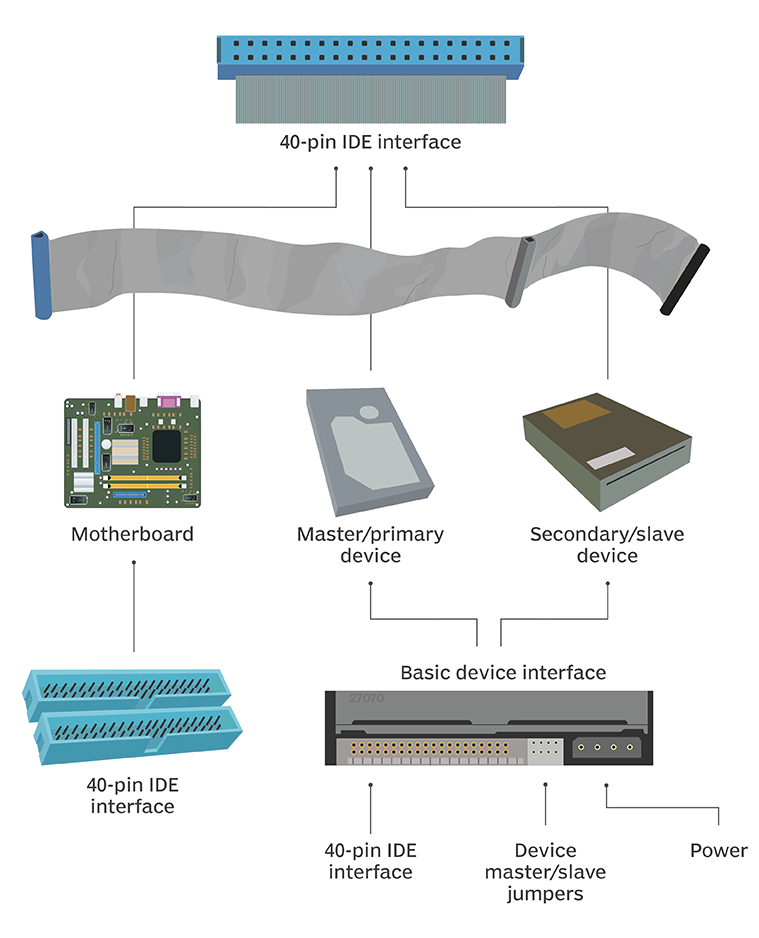 40-pin IDE interface
Motherboard
Master/primary
device
Secondary/slave
device
Basic device interface
27070
40-pin IDE
interface
40-pin IDE
interface
Device
master/slave
jumpers
Power